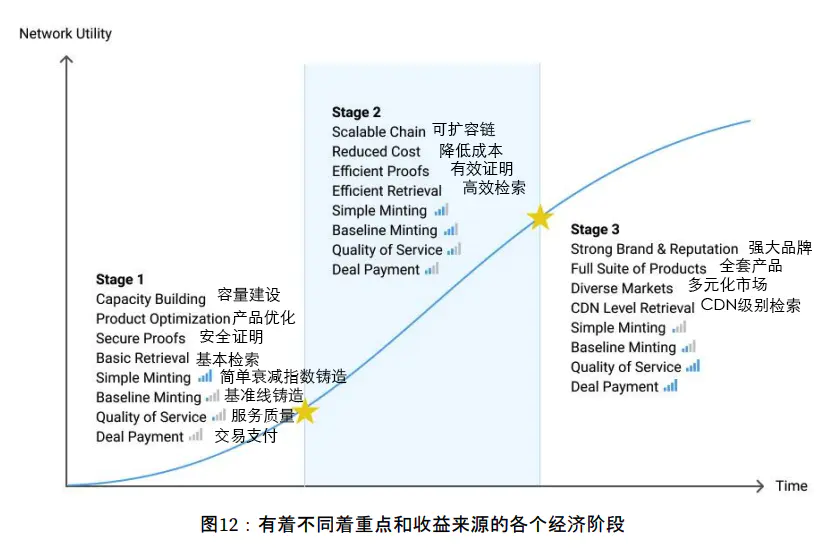 Network Utility
Stage 1
Capacity Building 容量建设
Product Optimization 产品优化
Secure Proofs 安全证明
Basic Retrieval 基本检索
Simple Minting 简单衰减指数铸造
Baseline Minting 基准线铸造
Quality of Service 服务质量
Deal Payment 交易支付
Stage 2
Scalable Chain 可扩容链
Reduced Cost 降低成本
Efficient Proofs 有效证明
Efficient Retrieval 高效检索
Simple Minting
Baseline Minting
Quality of Service
Deal Payment
Stage 3
Strong Brand & Reputation 强大品牌
Full Suite of Products 全套产品
Diverse Markets 多元化市场
CDN Level Retrieval CDN级别检索
Simple Minting
Baseline Minting
Quality of Service
Deal Payment
Time
图12：有着不同着重点和收益来源的各个经济阶段